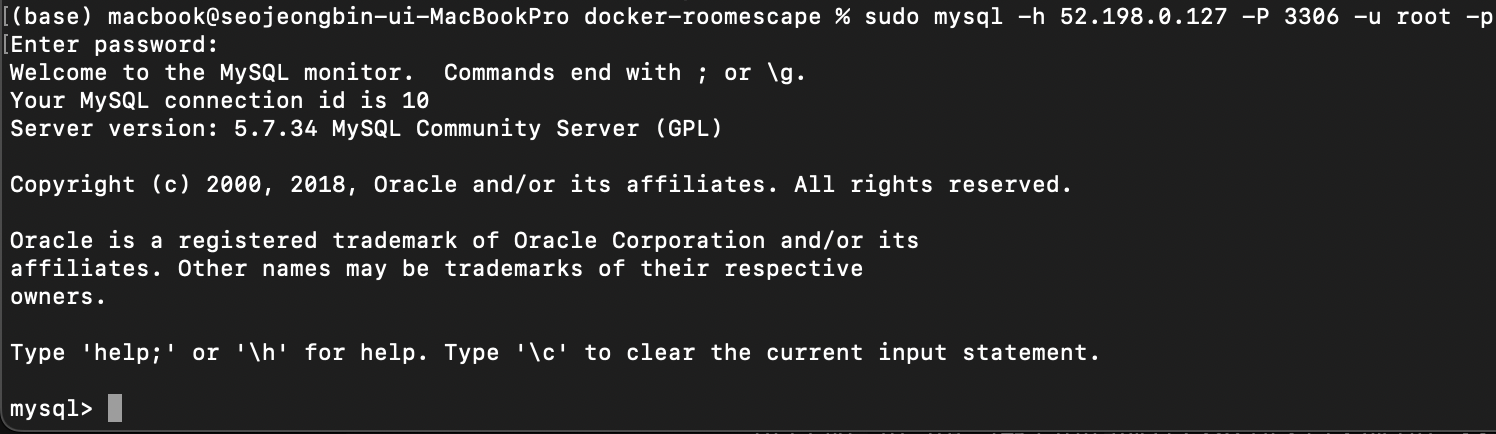 [(base) macbook@seojeongbin-ui-MacBookPro docker-roomescape % sudo mysql -h 52.198.0.127 -P 3306 -u root -p
[Enter password:
Welcome to the MySQL monitor.  Commands end with ; or \g.
Your MySQL connection id is 10
Server version: 5.7.34 MySQL Community Server (GPL)

Copyright (c) 2000, 2018, Oracle and/or its affiliates. All rights reserved.

Oracle is a registered trademark of Oracle Corporation and/or its
affiliates. Other names may be trademarks of their respective
owners.

Type 'help;' or '\h' for help. Type '\c' to clear the current input statement.

mysql>